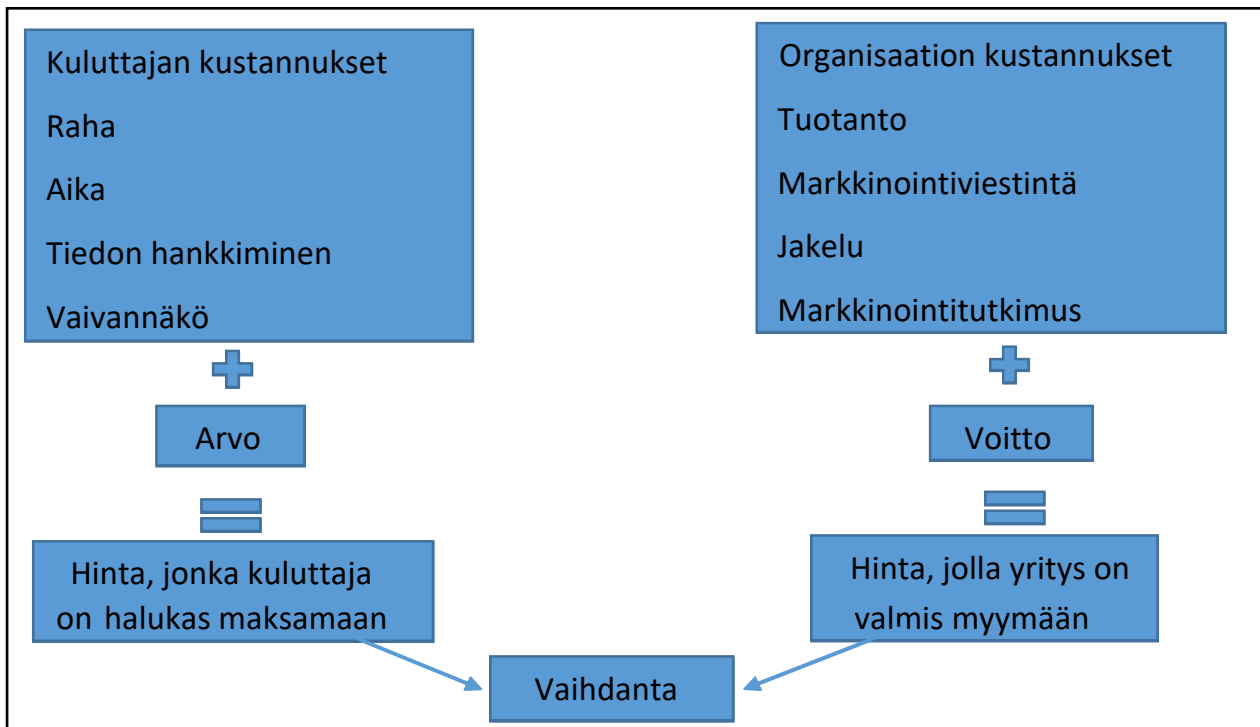 Kuluttajan kustannukset
Raha
Aika
Tiedon hankkiminen
Vaivannäkö
Arvo
Hinta, jonka kuluttaja
on halukas maksamaan
Organisaation kustannukset
Tuotanto
Markkinointiviestintä
Jakelu
Markkinointitutkimus
Voitto
Hinta, jolla yritys on
valmis myymään
Vaihdanta